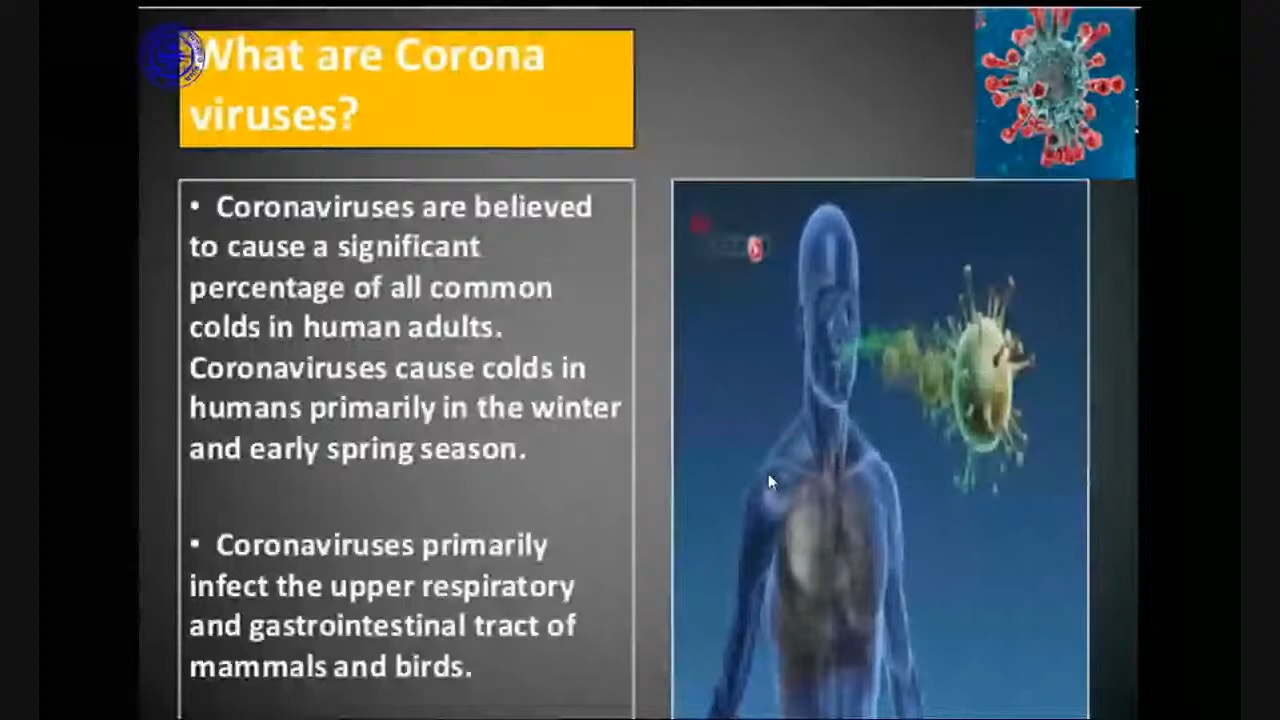 What are Corona
viruses?
• Coronaviruses are believed
to cause a significant
percentage of all common
colds in human adults.
Coronaviruses cause colds in
humans primarily in the winter
and early spring season.
• Coronaviruses primarily
infect the upper respiratory
and gastrointestinal tract of
mammals and birds.